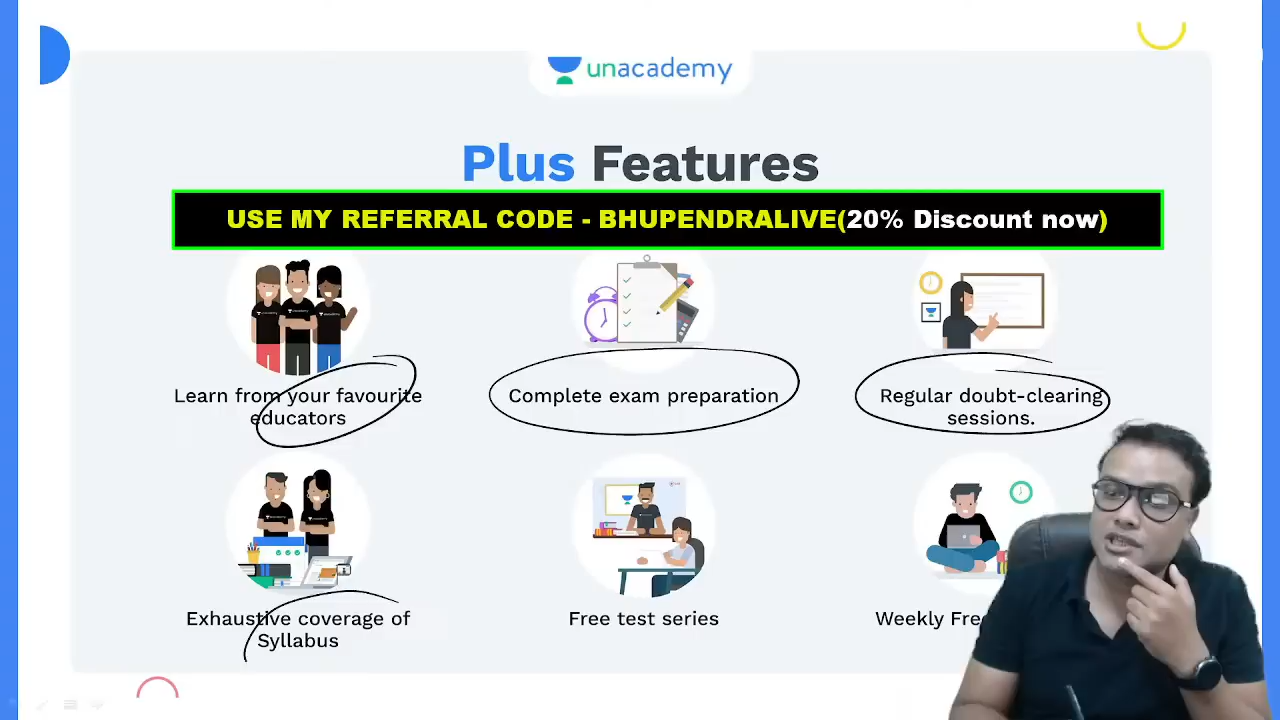 unacademy
Plus Features
USE MY REFERRAL CODE - BHUPENDRALIVE(20% Discount now)
Learn from your favourite
educators
Complete exam preparation
Regular doubt-clearing
sessions.
Exhaustive coverage of
Syllabus
Free test series
Weekly